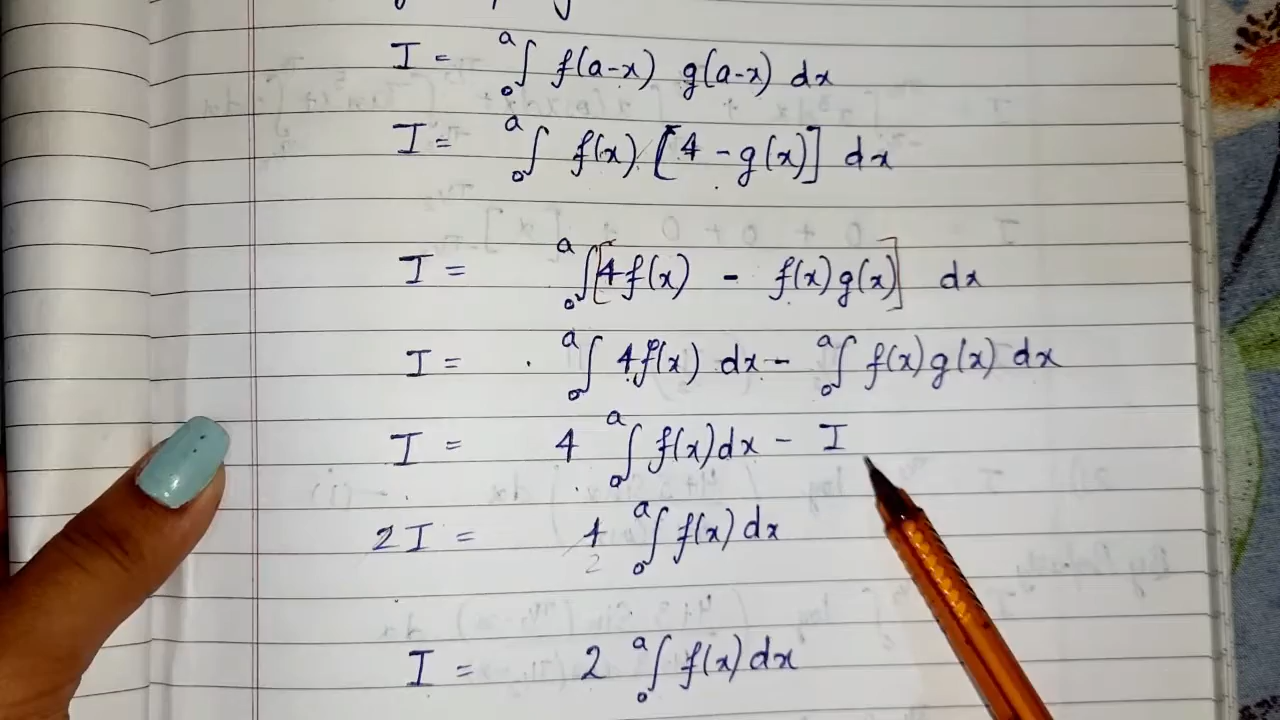 I = ₀ᵃ∫ f(a-x) g(a-x) dx
I = ₀ᵃ∫ f(x) [4 - g(x)] dx
I = ₀ᵃ∫ [4f(x) - f(x)g(x)] dx
I = ₀ᵃ∫ 4f(x) dx - ₀ᵃ∫ f(x)g(x) dx
I = 4 ₀ᵃ∫ f(x)dx - I
2I = 4 2 ₀ᵃ∫ f(x)dx
I = 2 ₀ᵃ∫ f(x)dx